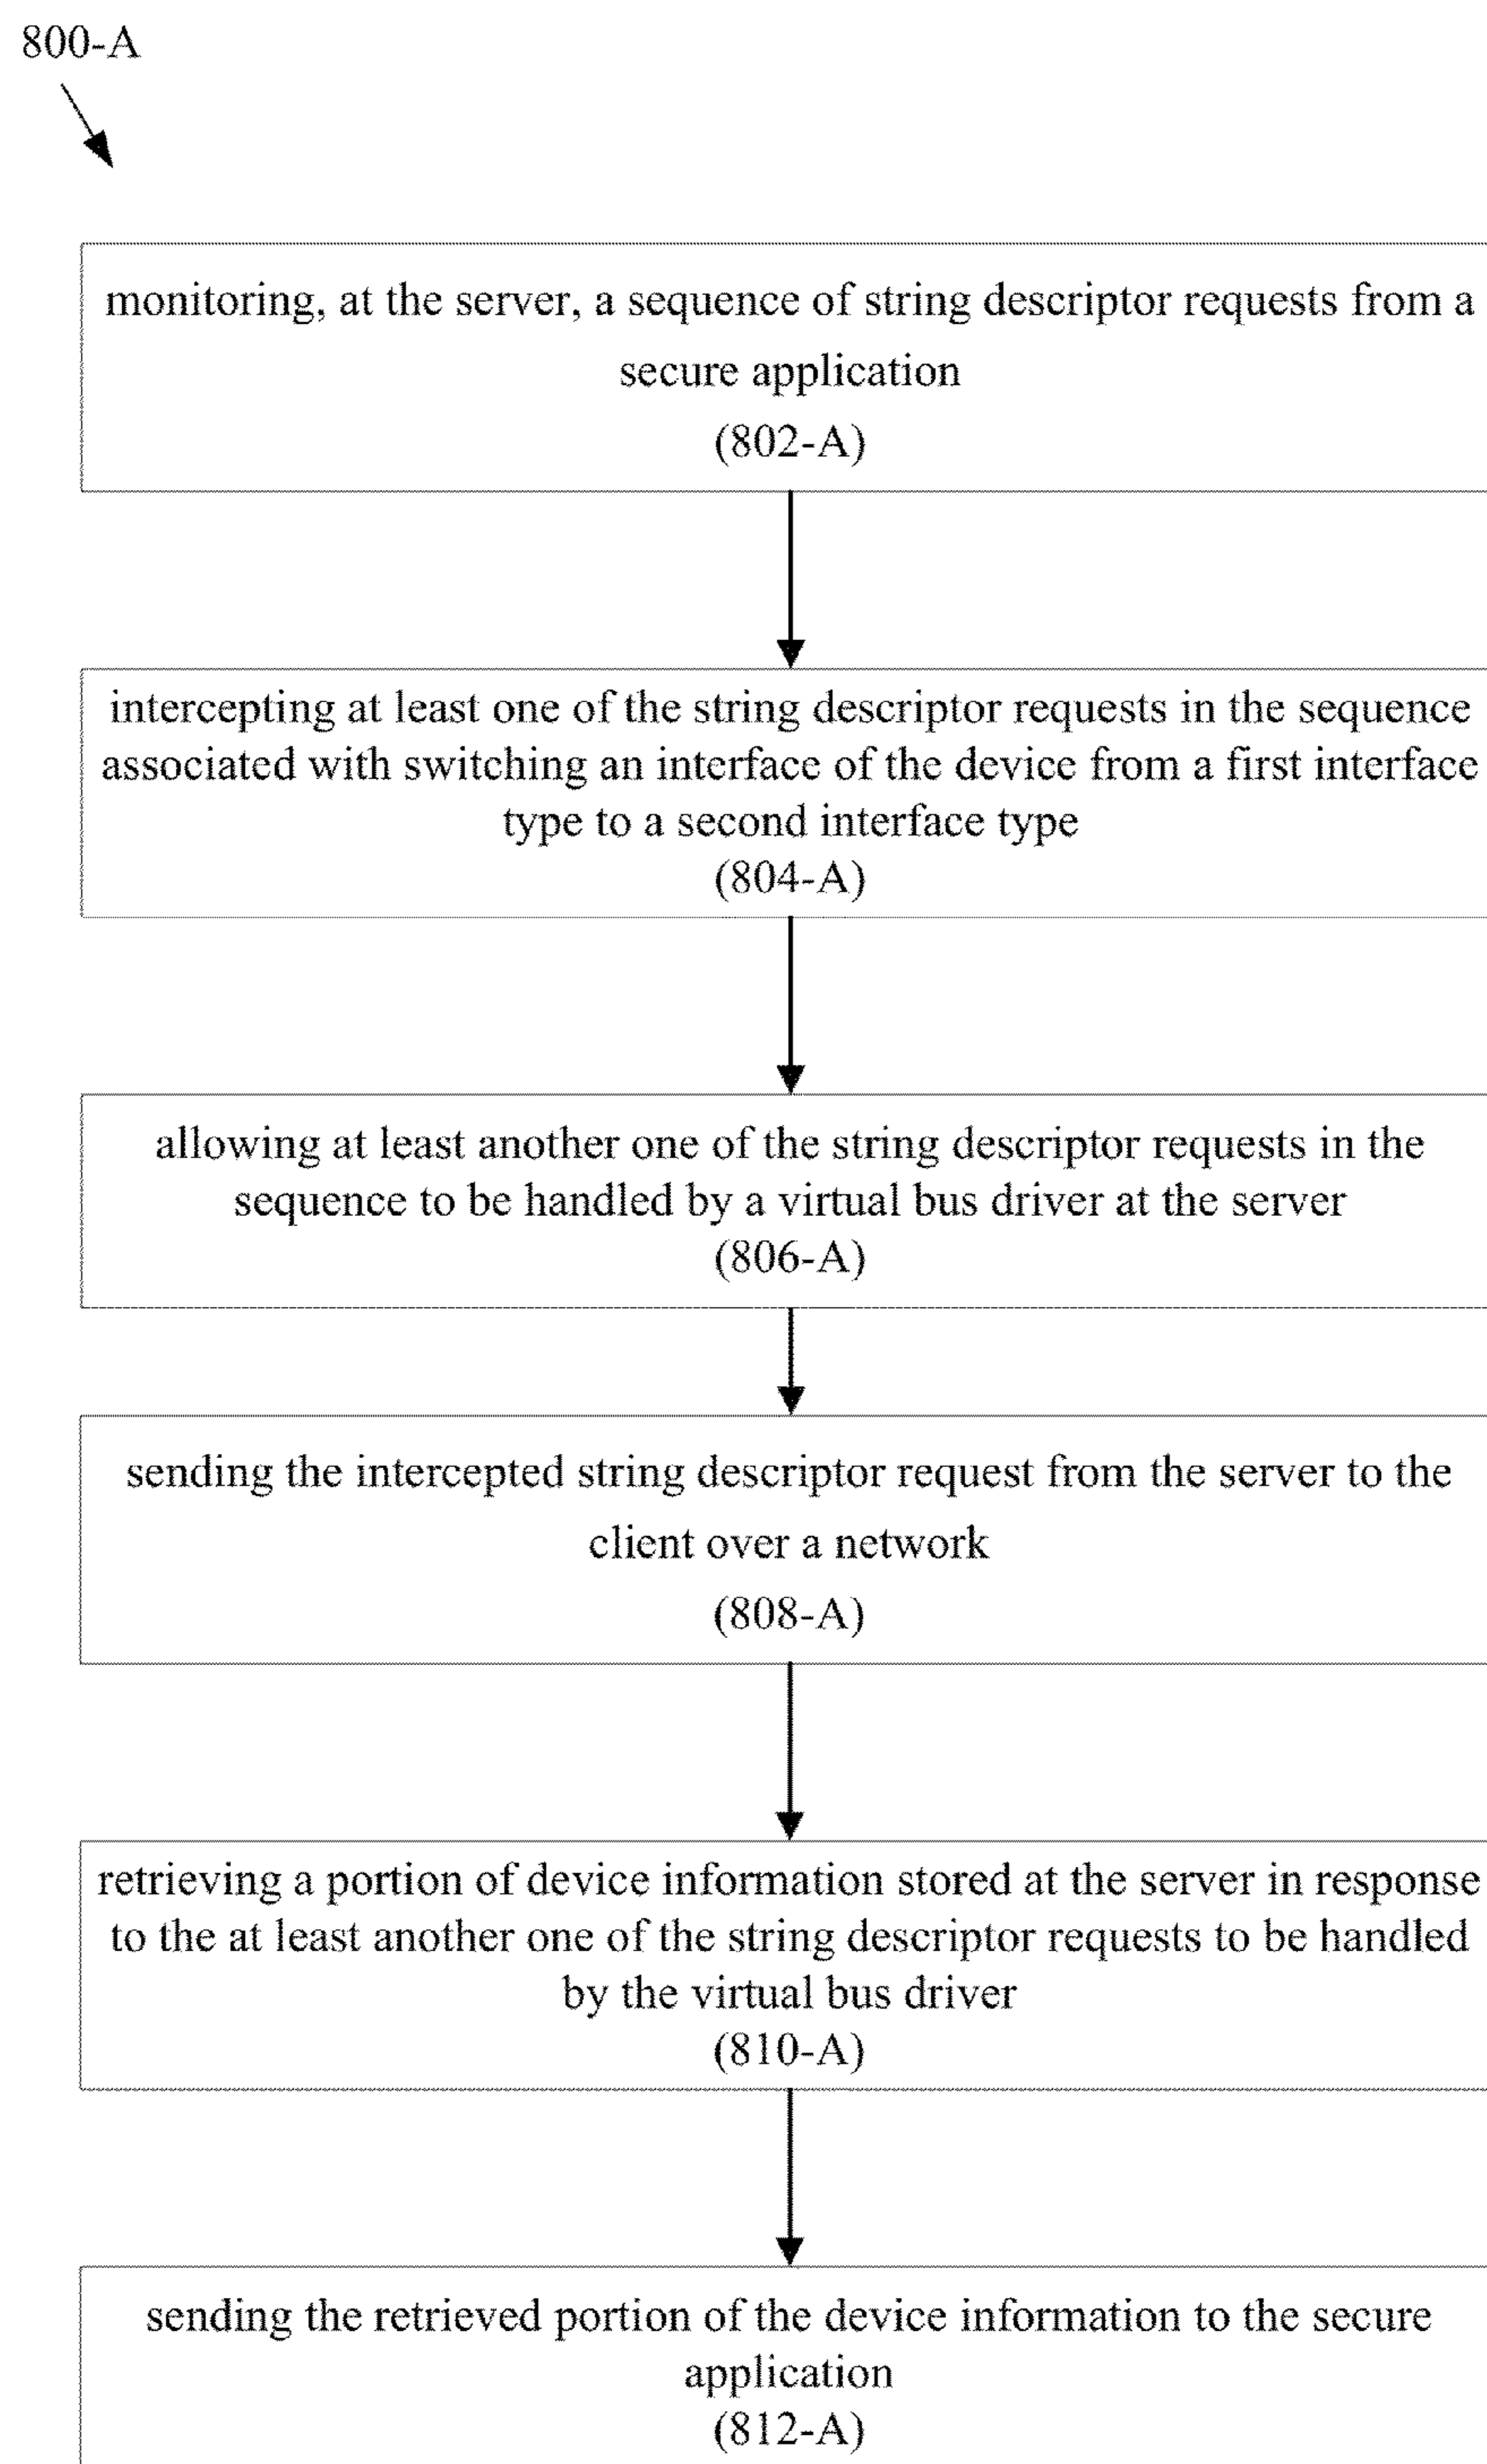 800-A
monitoring, at the server, a sequence of string descriptor requests from a
secure application
(802-A)
intercepting at least one of the string descriptor requests in the sequence
associated with switching an interface of the device from a first interface
type to a second interface type
(804-A)
allowing at least another one of the string descriptor requests in the
sequence to be handled by a virtual bus driver at the server
(806-A)
sending the intercepted string descriptor request from the server to the
client over a network
(808-A)
retrieving a portion of device information stored at the server in response
to the at least another one of the string descriptor requests to be handled
by the virtual bus driver
(810-A)
sending the retrieved portion of the device information to the secure
application
(812-A)